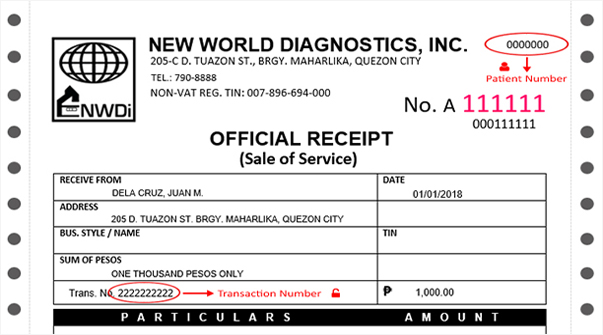 NEW WORLD DIAGNOSTICS, INC.
205-C D. TUAZON ST., BRGY. MAHARLIKA, QUEZON CITY
TEL.: 790-8888
NON-VAT REG. TIN: 007-896-694-000
NWDi
0000000
Patient Number
No. A 111111
000111111
OFFICIAL RECEIPT
(Sale of Service)
RECEIVE FROM DATE
DELA CRUZ, JUAN M. 01/01/2018
ADDRESS
205 D. TUAZON ST. BRGY. MAHARLIKA, QUEZON CITY
BUS. STYLE / NAME TIN
SUM OF PESOS
ONE THOUSAND PESOS ONLY
Trans. No. 2222222222 Transaction Number ₱ 1,000.00
PARTICULARS AMOUNT